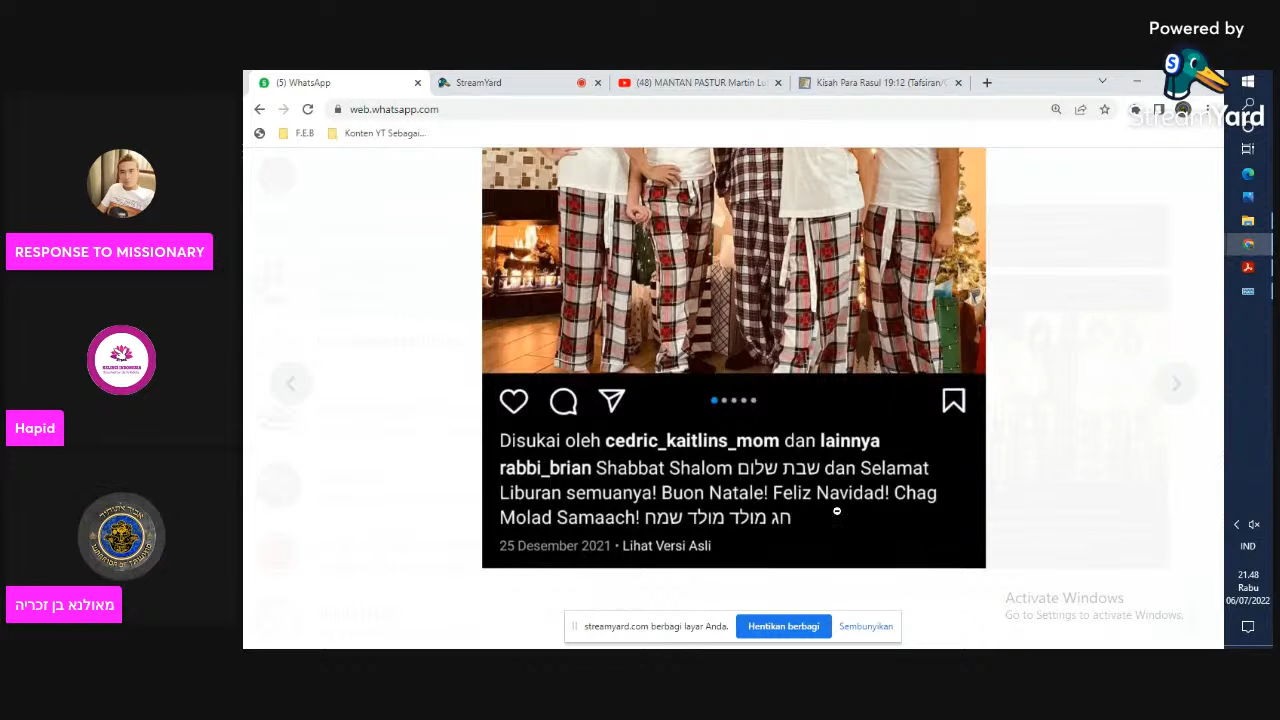 Powered by
StreamYard
(5) WhatsApp
StreamYard
(48) MANTAN PASTUR Martin Lu
Kisah Para Rasul 19:12 (Tafsiran/C
web.whatsapp.com
F.E.B
Konten YT Sebagai...
RESPONSE TO MISSIONARY
Hapid
מאולנא בן זכריה
Disukai oleh cedric_kaitlins_mom dan lainnya
rabbi_brian Shabbat Shalom שבת שלום dan Selamat
Liburan semuanya! Buon Natale! Feliz Navidad! Chag
Molad Samaach! חג מולד מולד שמח
25 Desember 2021 • Lihat Versi Asli
Activate Windows
Go to Settings to activate Windows.
streamyard.com berbagi layar Anda.
Hentikan berbagi
Sembunyikan
IND
21.48
Rabu
06/07/2022